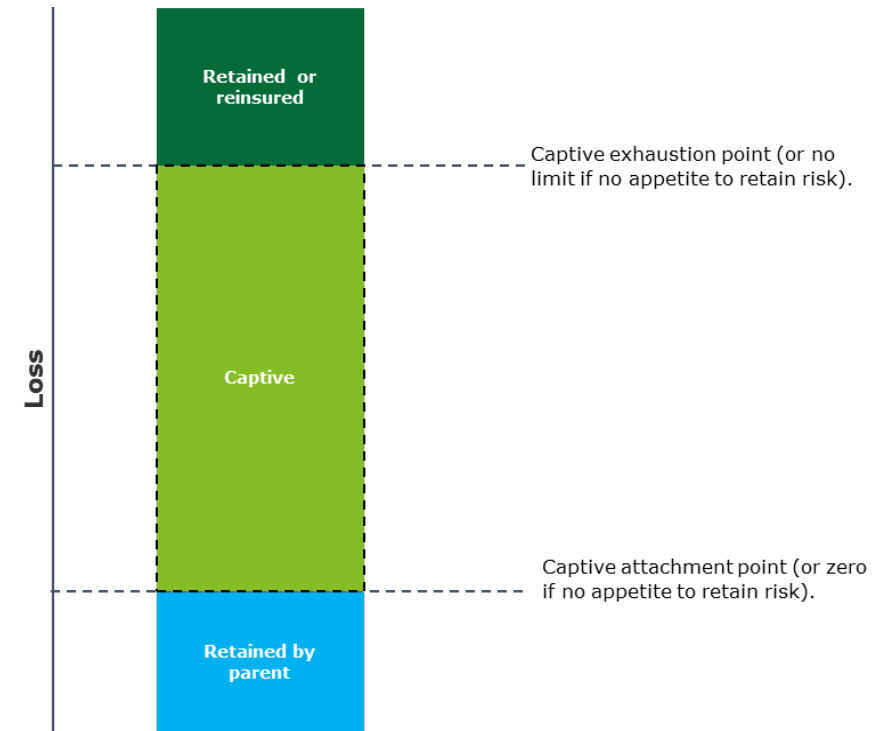 Retained or
reinsured
Captive exhaustion point (or no
limit if no appetite to retain risk).
Loss
Captive
Captive attachment point (or zero
if no appetite to retain risk).
Retained by
parent